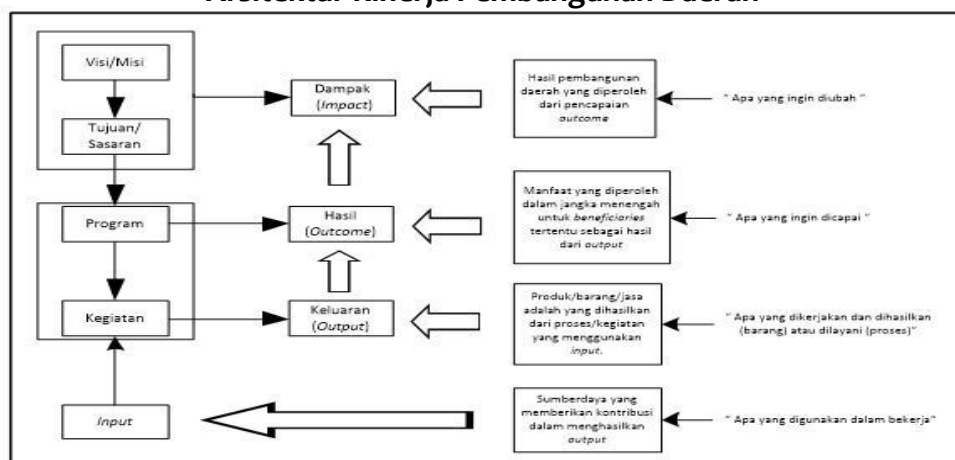 Arsitektur Kinerja Pembangunan Daerah
Visi/Misi
Tujuan/
Sasaran
Program
Kegiatan
Input
Dampak
(Impact)
Hasil
(Outcome)
Keluaran
(Output)
Hasil pembangunan
daerah yang diperoleh
dari pencapaian
outcome
Manfaat yang diperoleh
dalam jangka menengah
untuk beneficiaries
tertentu sebagai hasil
dari output
Produk/barang/jasa
adalah yang dihasilkan
dari proses/kegiatan
yang menggunakan
input.
Sumberdaya yang
memberikan kontribusi
dalam menghasilkan
output
" Apa yang ingin diubah "
" Apa yang ingin dicapai "
" Apa yang dikerjakan dan dihasilkan
(barang) atau dilayani (proses)"
" Apa yang digunakan dalam bekerja"